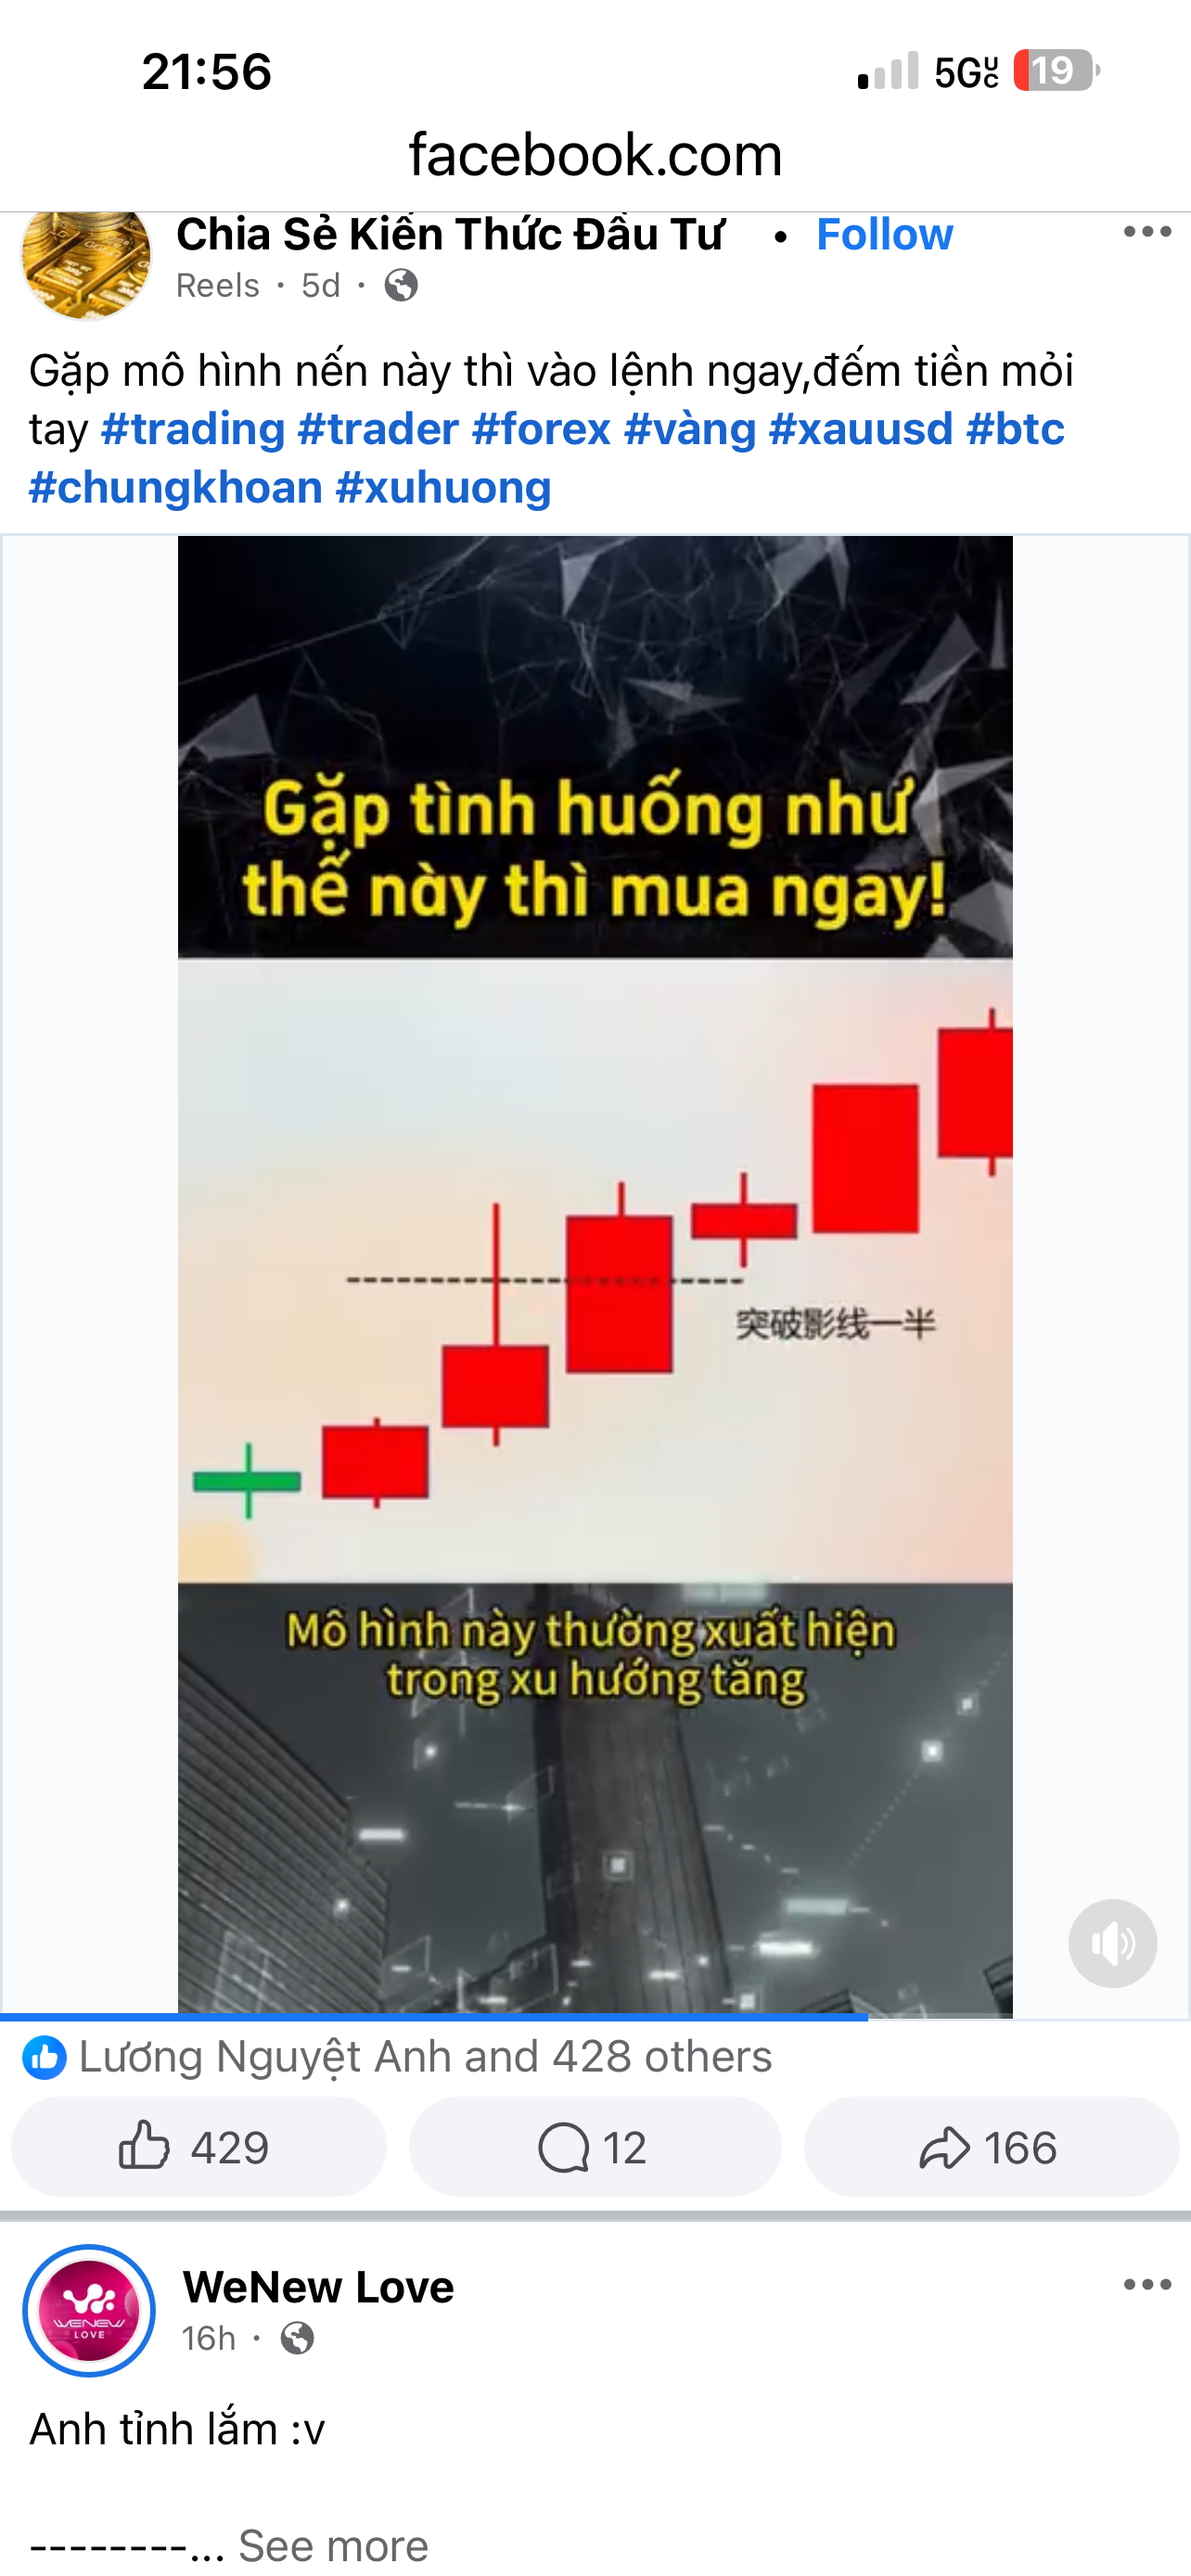 21:56
5G UC
19
facebook.com
Chia Sẻ Kiến Thức Đầu Tư • Follow
Reels · 5d ·
Gặp mô hình nến này thì vào lệnh ngay,đếm tiền mỏi
tay #trading #trader #forex #vàng #xauusd #btc
#chungkhoan #xuhuong
Gặp tình huống như
thế này thì mua ngay!
突破影线一半
Mô hình này thường xuất hiện
trong xu hướng tăng
Lương Nguyệt Anh and 428 others
429
12
166
WeNew Love
WENEW
LOVE
16h ·
Anh tỉnh lắm :v
--------... See more